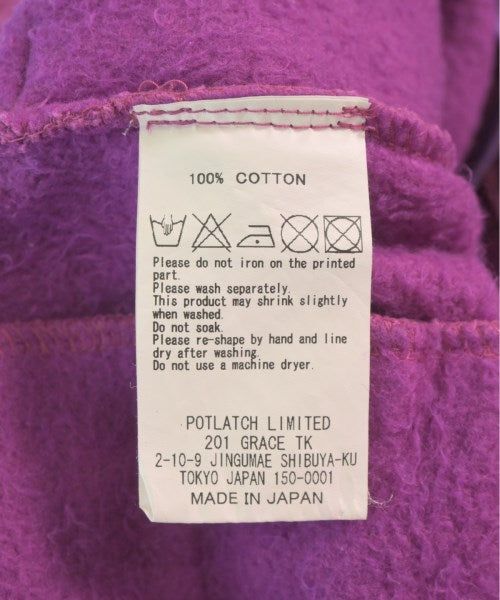 100% COTTON
Please do not iron on the printed
part.
Please wash separately.
This product may shrink slightly
when washed.
Do not soak.
Please re-shape by hand and line
dry after washing.
Do not use a machine dryer.
POTLATCH LIMITED
201 GRACE TK
2-10-9 JINGUMAE SHIBUYA-KU
TOKYO JAPAN 150-0001
MADE IN JAPAN